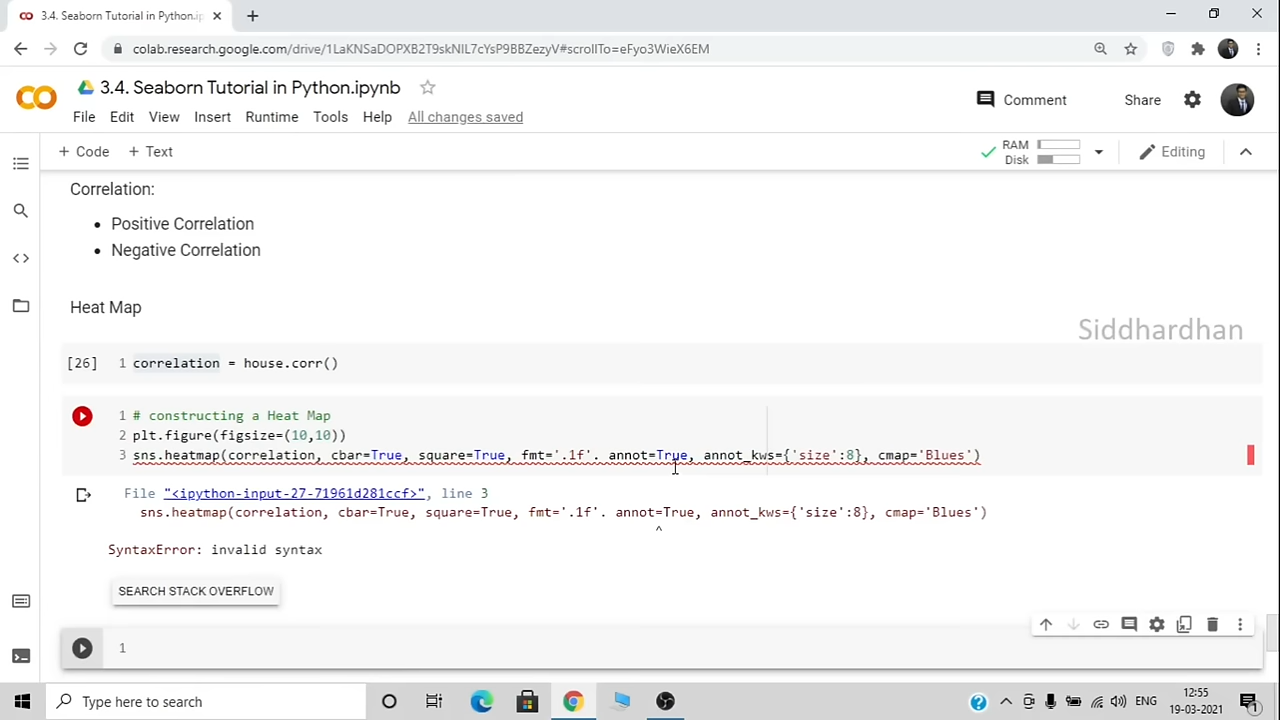 3.4. Seaborn Tutorial in Python.ip
colab.research.google.com/drive/1LaKNSaDOPXB2T9skNIL7cYsP9BBZezyV#scrollTo=eFyo3WieX6EM
3.4. Seaborn Tutorial in Python.ipynb
Comment
Share
File Edit View Insert Runtime Tools Help All changes saved
+ Code + Text
RAM
Disk
Editing
Correlation:
• Positive Correlation
• Negative Correlation
Heat Map
Siddhardhan
[26] 1 correlation = house.corr()
1 # constructing a Heat Map
2 plt.figure(figsize=(10,10))
3 sns.heatmap(correlation, cbar=True, square=True, fmt='.1f'. annot=True, annot_kws={'size':8}, cmap='Blues')
File "<ipython-input-27-71961d281ccf>", line 3
sns.heatmap(correlation, cbar=True, square=True, fmt='.1f'. annot=True, annot_kws={'size':8}, cmap='Blues')
^
SyntaxError: invalid syntax
SEARCH STACK OVERFLOW
1
Type here to search
ENG
12:55
19-03-2021
1